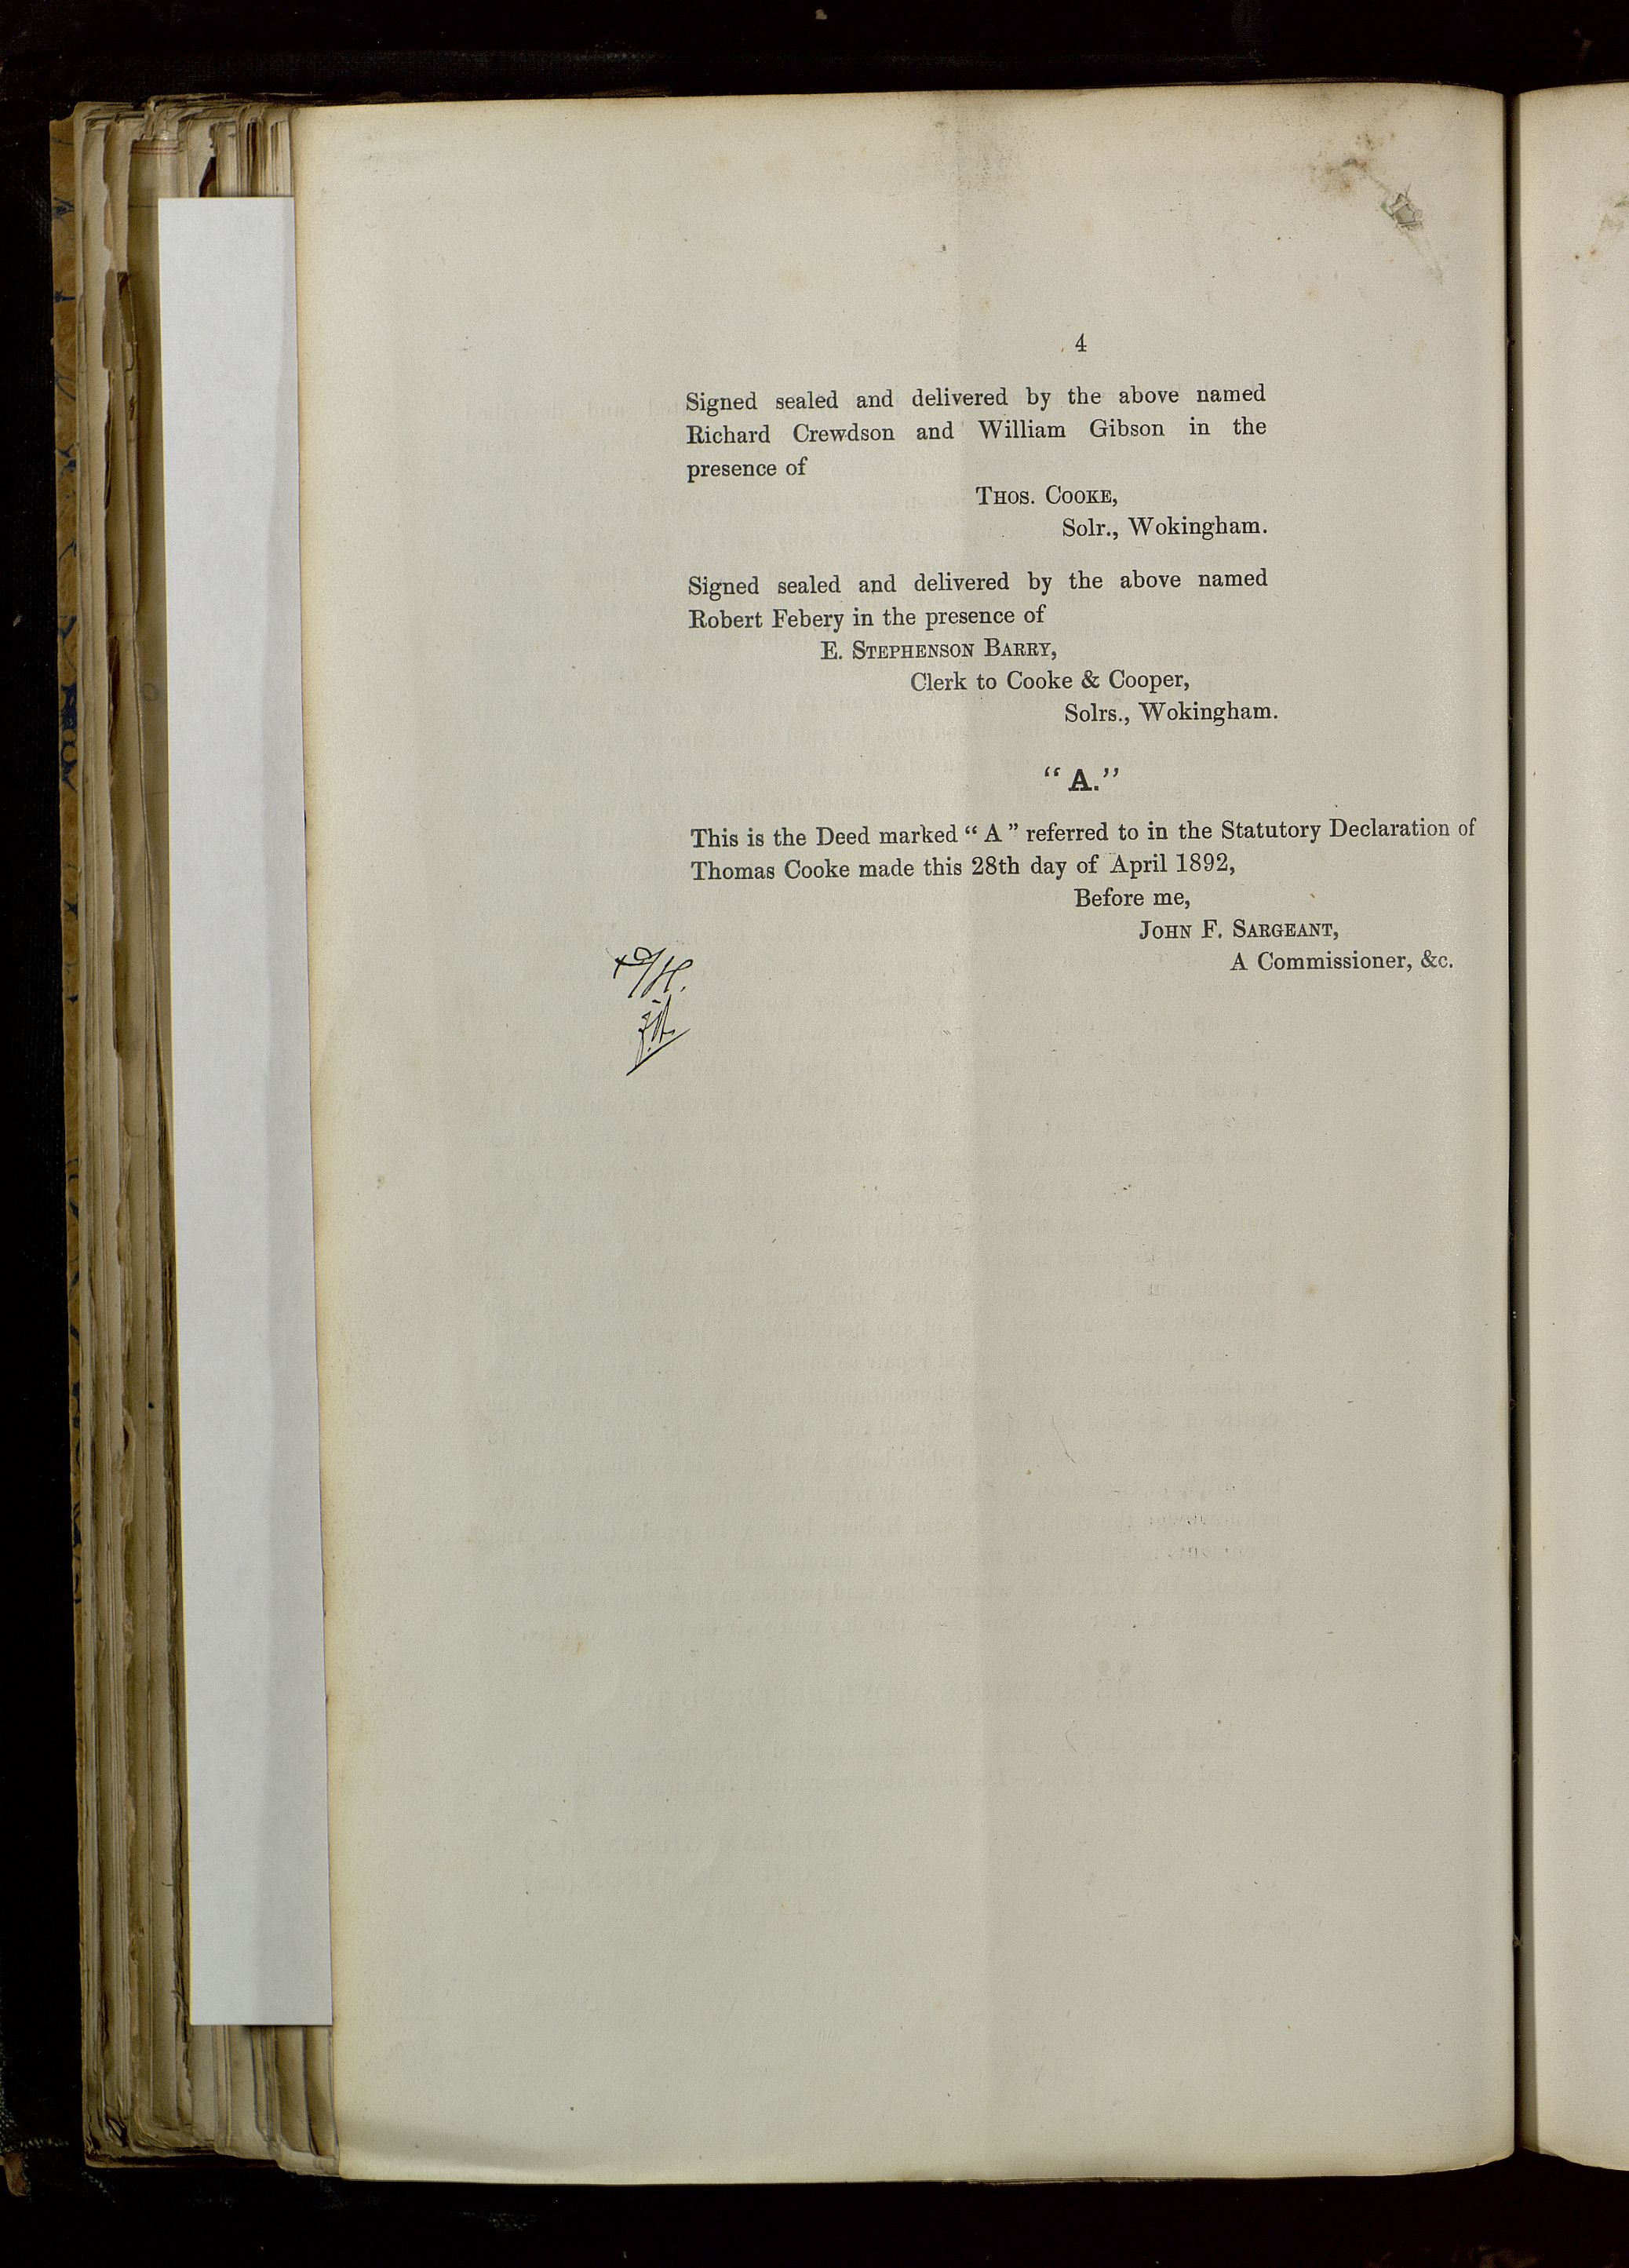 4
Signed sealed and delivered by the above named
Richard Crewdson and William Gibson in the
presence of
THOS. COOKE,
Solr., Wokingham.
Signed sealed and delivered by the above named
Robert Febery in the presence of
E. STEPHENSON BARRY,
Clerk to Cooke & Cooper,
Solrs., Wokingham.
“A.”
This is the Deed marked “A” referred to in the Statutory Declaration of
Thomas Cooke made this 28th day of April 1892,
Before me,
JOHN F. SARGEANT,
A Commissioner, &c.